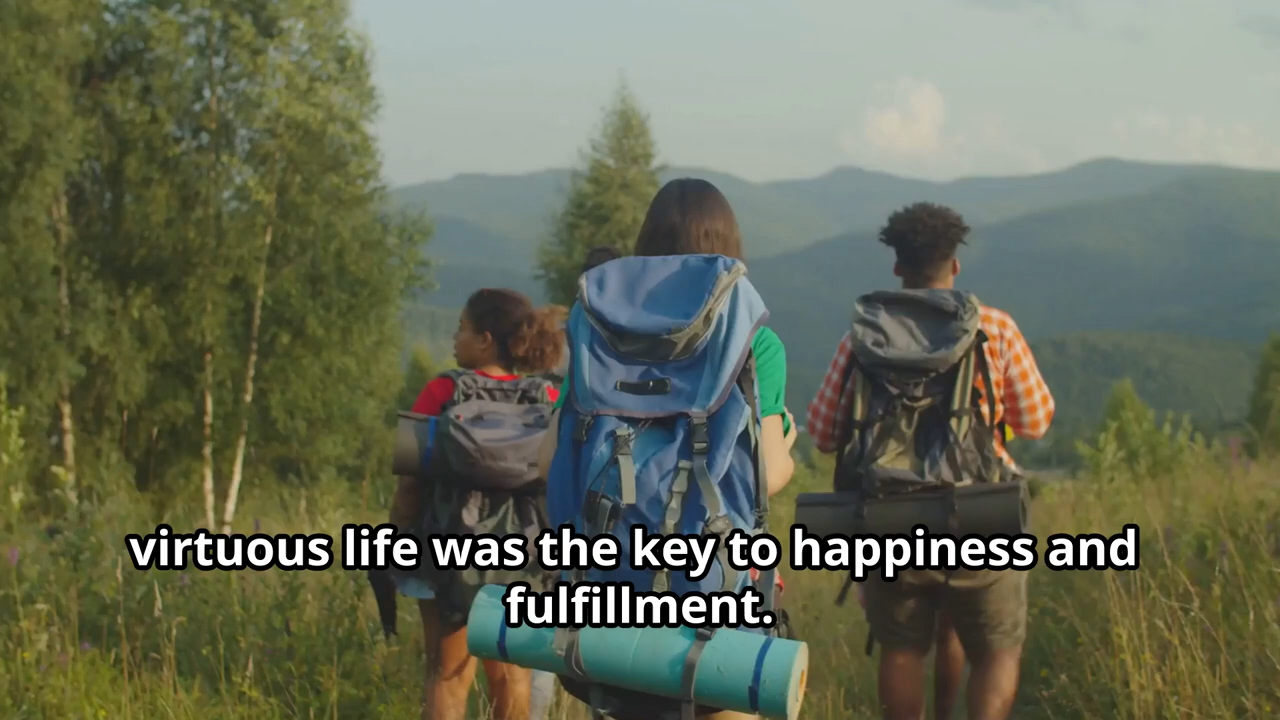 virtuous life was the key to happiness and
fulfillment.